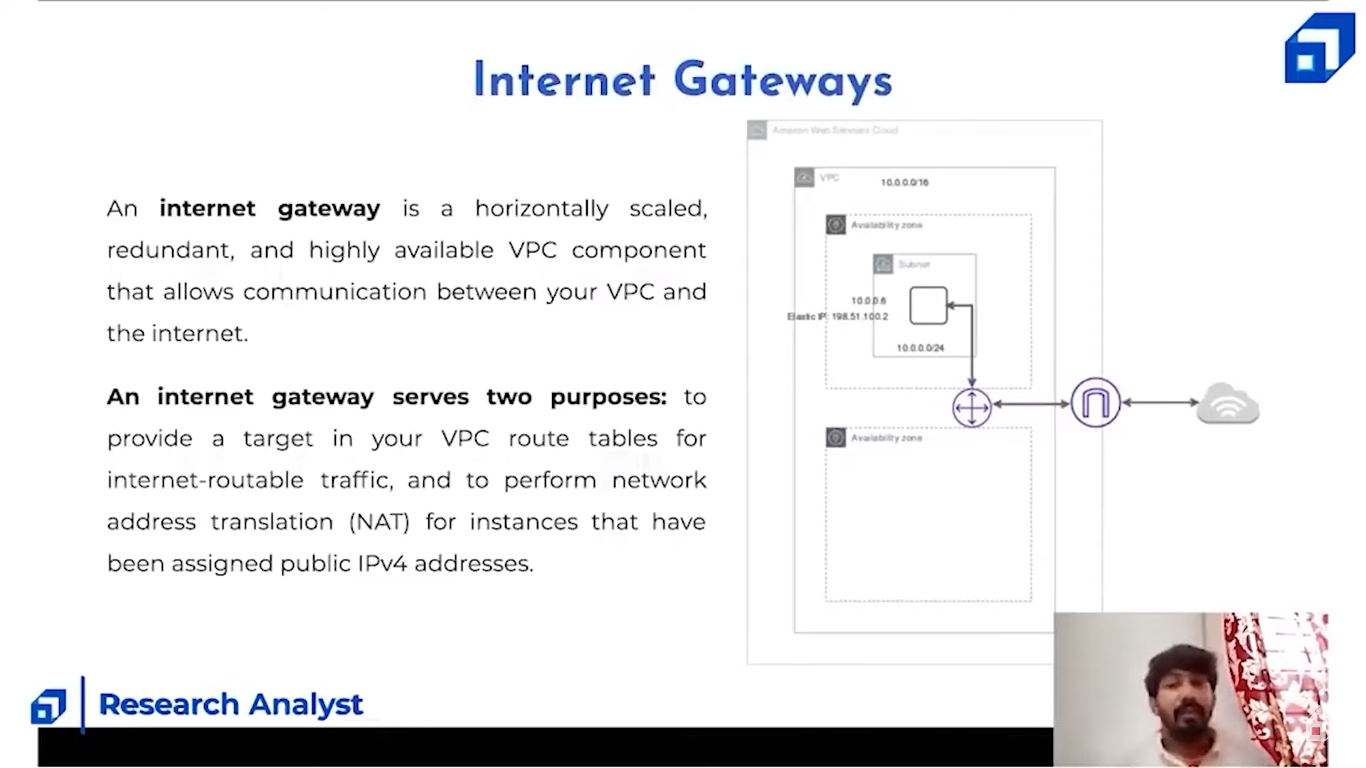 Internet Gateways
An internet gateway is a horizontally scaled,
redundant, and highly available VPC component
that allows communication between your VPC and
the internet.
An internet gateway serves two purposes: to
provide a target in your VPC route tables for
internet-routable traffic, and to perform network
address translation (NAT) for instances that have
been assigned public IPv4 addresses.
Amazon Web Services Cloud
VPC
10.0.0.0/16
Availability zone
Subnet
10.0.0.6
Elastic IP: 198.51.100.2
10.0.0.0/24
Availability zone
Research Analyst